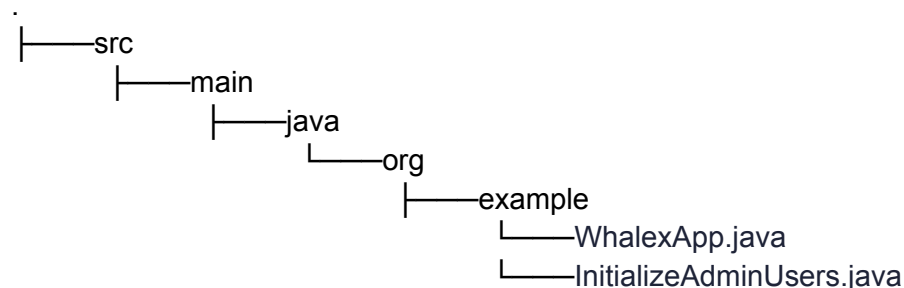 .
├────src
├────main
├────java
└────org
├────example
└────WhalexApp.java
└────InitializeAdminUsers.java